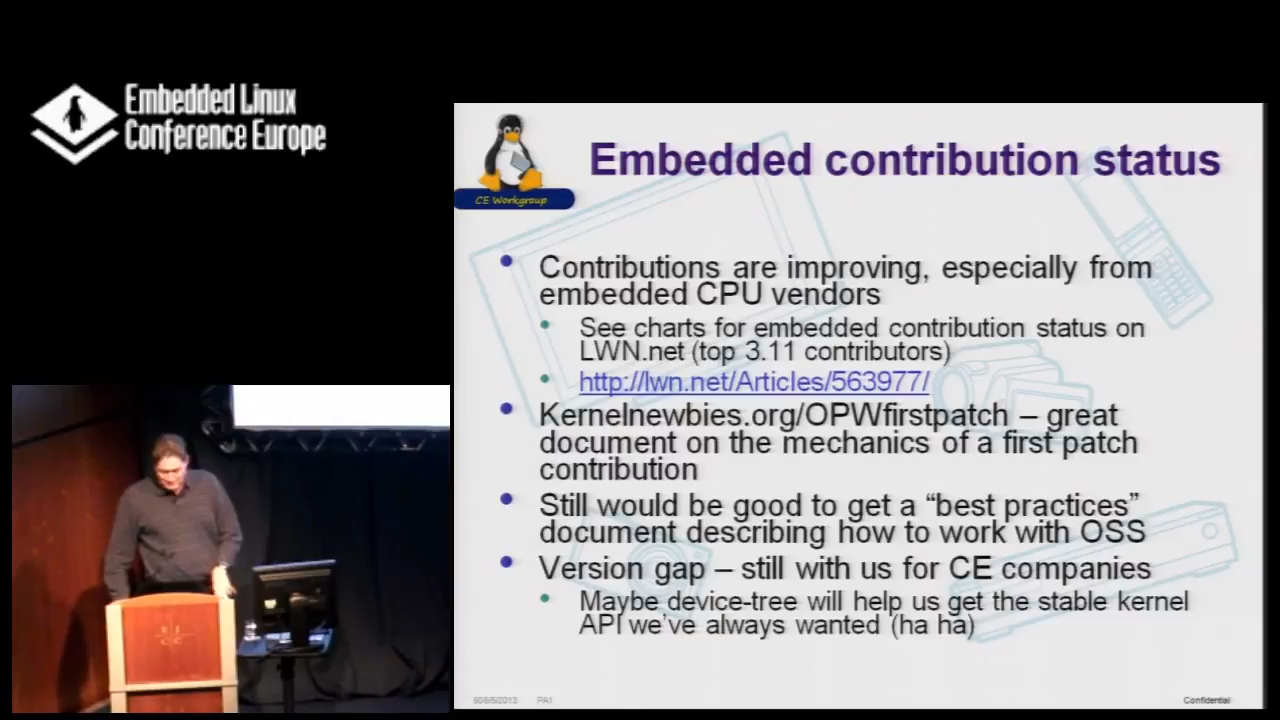 Embedded Linux
Conference Europe
CE Workgroup
Embedded contribution status
Contributions are improving, especially from
embedded CPU vendors
See charts for embedded contribution status on
LWN.net (top 3.11 contributors)
http://lwn.net/Articles/563977/
Kernelnewbies.org/OPWfirstpatch – great
document on the mechanics of a first patch
contribution
Still would be good to get a “best practices”
document describing how to work with OSS
Version gap – still with us for CE companies
Maybe device-tree will help us get the stable kernel
API we’ve always wanted (ha ha)
PA1
Confidential